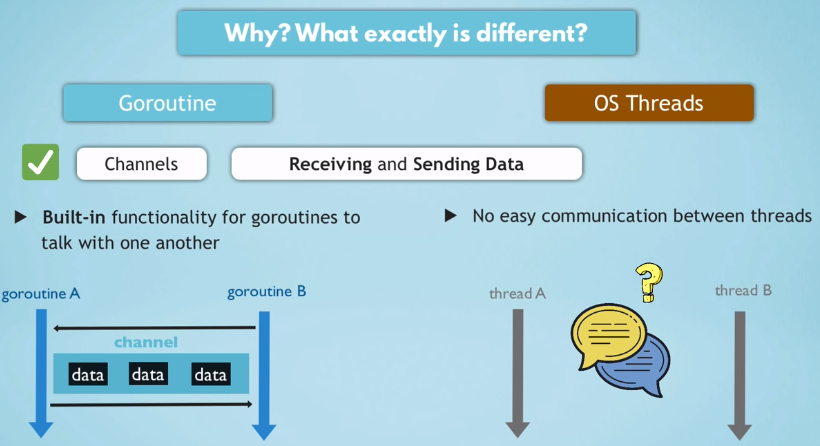 Why? What exactly is different?
Goroutine
OS Threads
Channels
Receiving and Sending Data
▶ Built-in functionality for goroutines to
talk with one another
▶ No easy communication between threads
goroutine A
goroutine B
channel
data
data
data
thread A
?
thread B